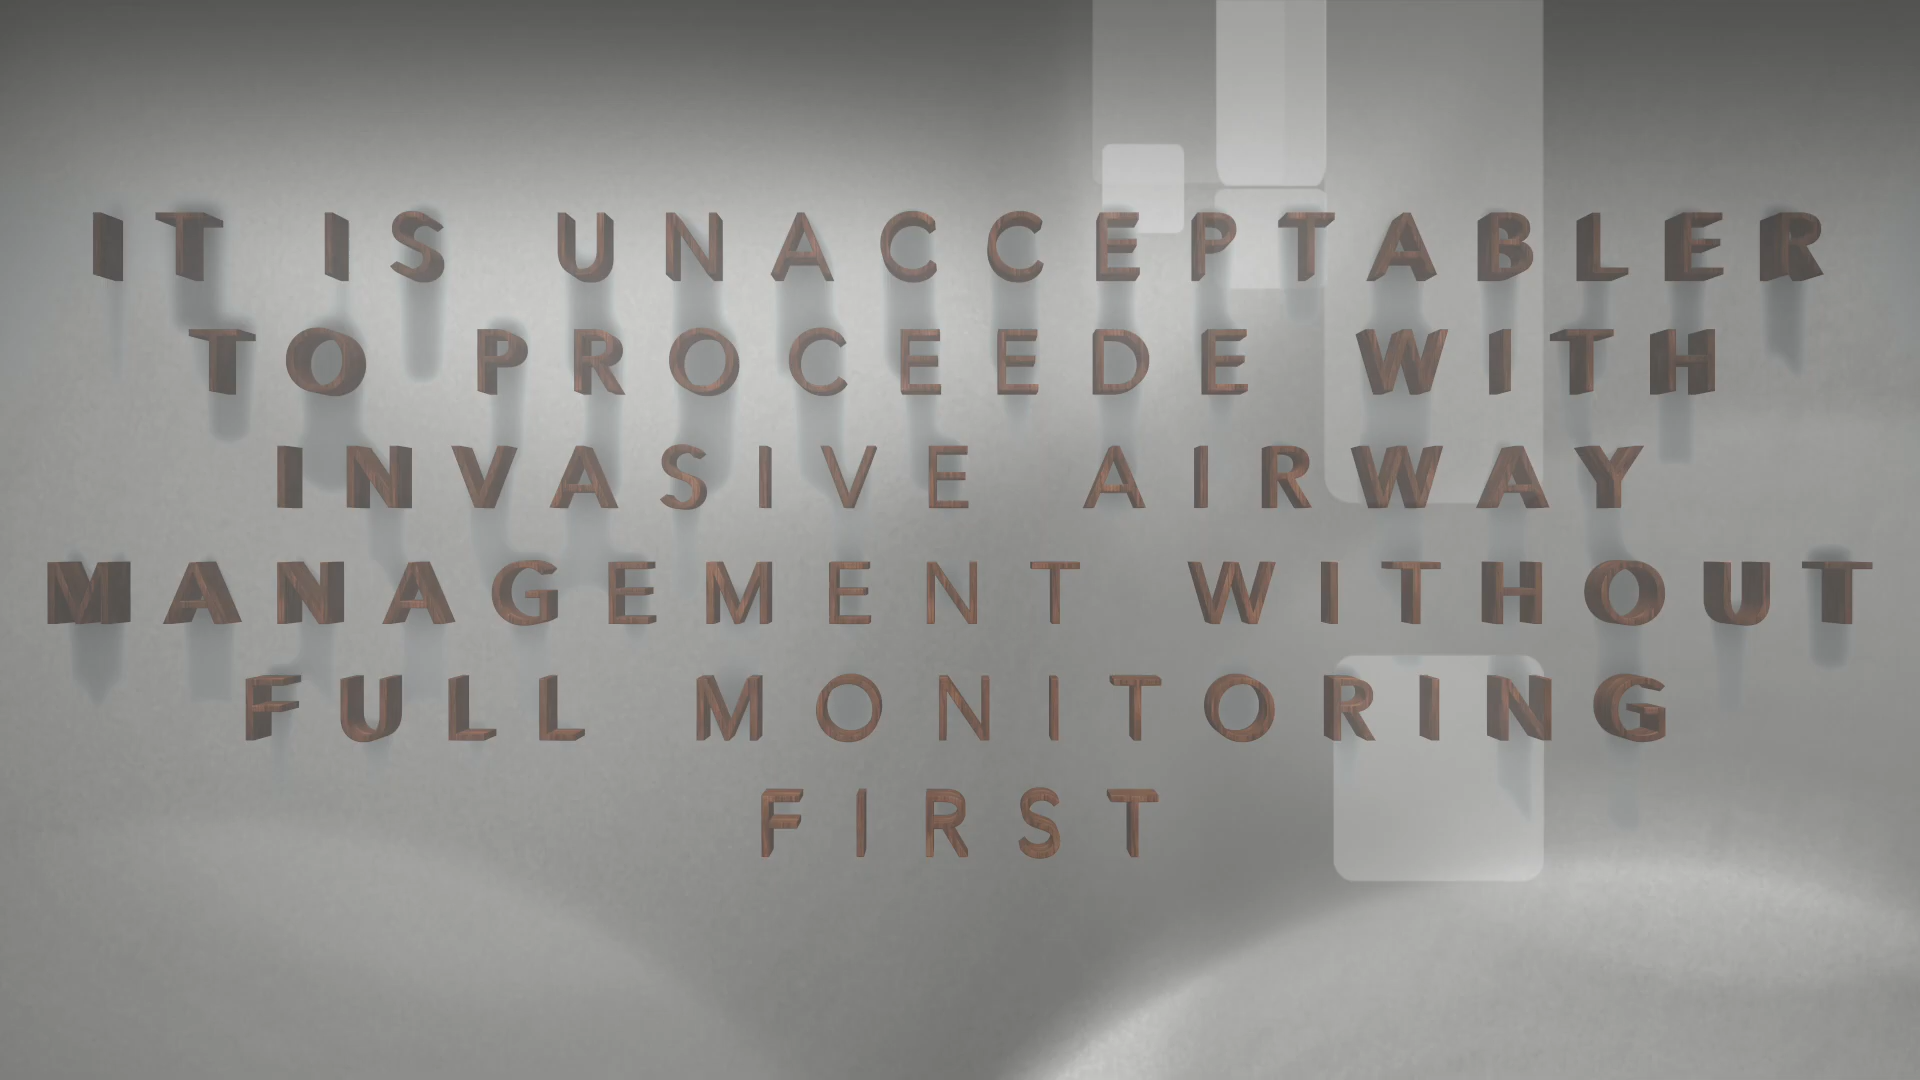 IT IS UNACCEPTABLER
TO PROCEEDE WITH
INVASIVE AIRWAY
MANAGEMENT WITHOUT
FULL MONITORING
FIRST